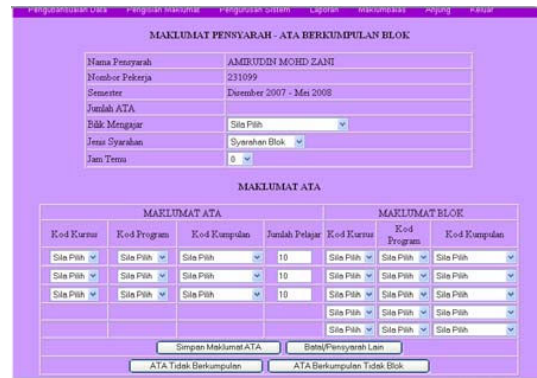 Pengubahsuaian Data Pengisian Maklumat Pengurusan Sistem Laporan Maklumbalas Anjung Keluar
MAKLUMAT PENSYARAH - ATA BERKUMPULAN BLOK
Nama Pensyarah AMIRUDIN MOHD ZANI
Nombor Pekerja 231099
Semester Disember 2007 - Mei 2008
Jumlah ATA
Bilik Mengajar Sila Pilih
Jenis Syarahan Syarahan Blok
Jam Temu 0
MAKLUMAT ATA
MAKLUMAT ATA MAKLUMAT BLOK
Kod Kursus Kod Program Kod Kumpulan Jumlah Pelajar Kod Kursus Kod Program Kod Kumpulan
Sila Pilih Sila Pilih Sila Pilih 10 Sila Pilih Sila Pilih Sila Pilih
Sila Pilih Sila Pilih Sila Pilih 10 Sila Pilih Sila Pilih Sila Pilih
Sila Pilih Sila Pilih Sila Pilih 10 Sila Pilih Sila Pilih Sila Pilih
Sila Pilih Sila Pilih Sila Pilih
Sila Pilih Sila Pilih Sila Pilih
Simpan Maklumat ATA Batal/Pensyarah Lain
ATA Tidak Berkumpulan ATA Berkumpulan Tidak Blok